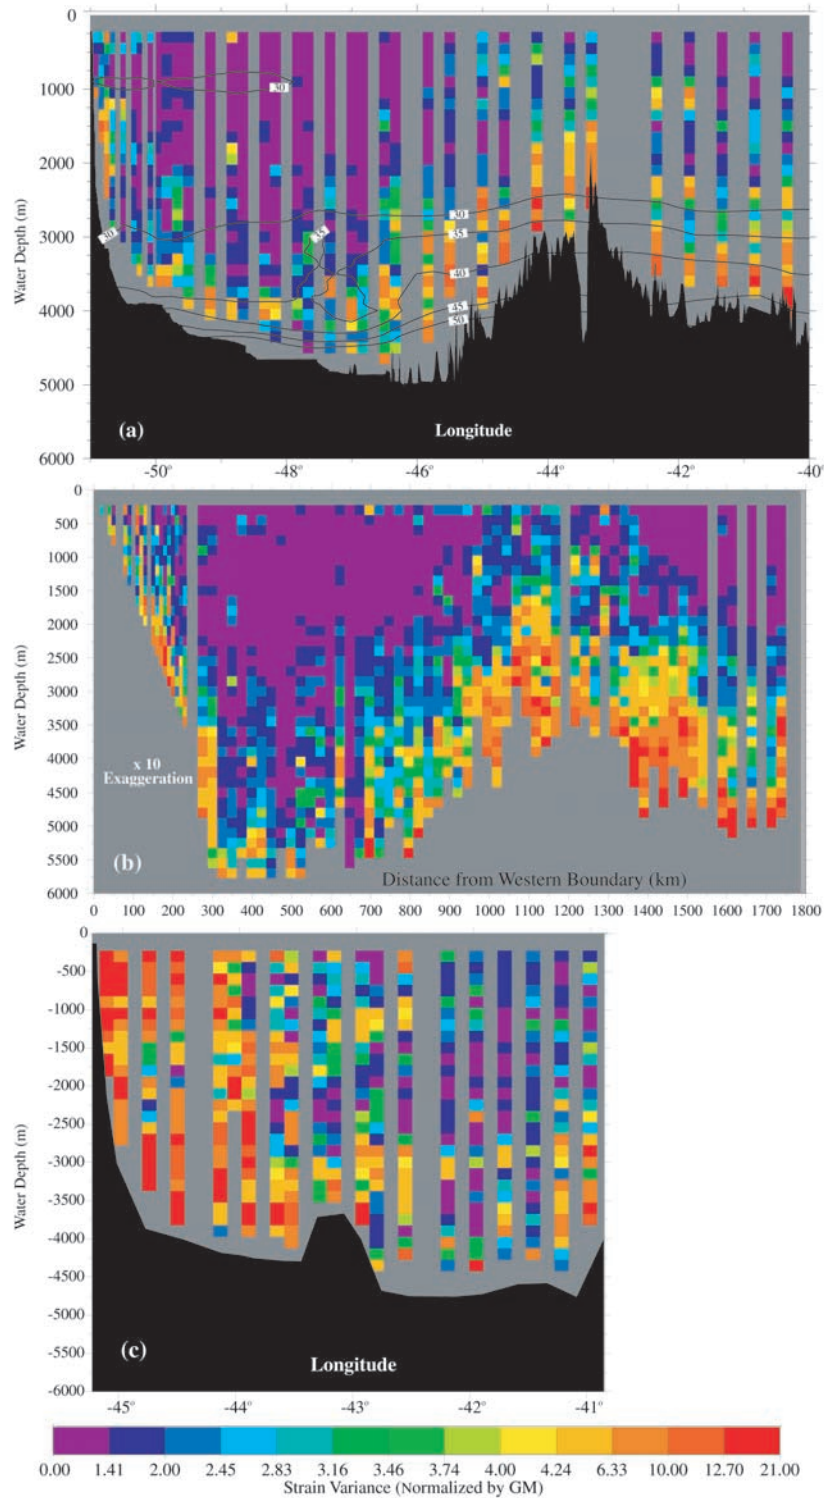 0
1000
2000
3000
4000
5000
6000
Water Depth (m)
30
30
30
35
35
40
45
50
(a)
Longitude
-50° -48° -46° -44° -42° -40°
0
500
1000
1500
2000
2500
3000
3500
4000
4500
5000
5500
6000
Water Depth (m)
x 10
Exaggeration
(b)
Distance from Western Boundary (km)
0 100 200 300 400 500 600 700 800 900 1000 1100 1200 1300 1400 1500 1600 1700 1800
0
-500
-1000
-1500
-2000
-2500
-3000
-3500
-4000
-4500
-5000
-5500
-6000
Water Depth (m)
(c)
Longitude
-45° -44° -43° -42° -41°
0.00 1.41 2.00 2.45 2.83 3.16 3.46 3.74 4.00 4.24 6.33 10.00 12.70 21.00
Strain Variance (Normalized by GM)